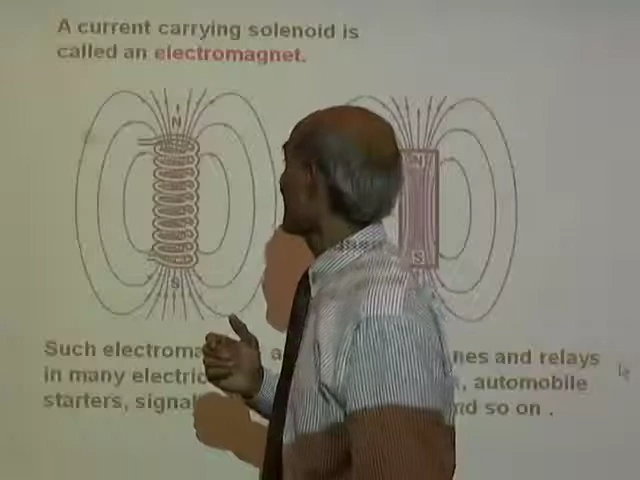 A current carrying solenoid is
called an electromagnet.
N
N
S
S
Such electroma a nes and relays
in many electric , automobile
starters, signal nd so on .